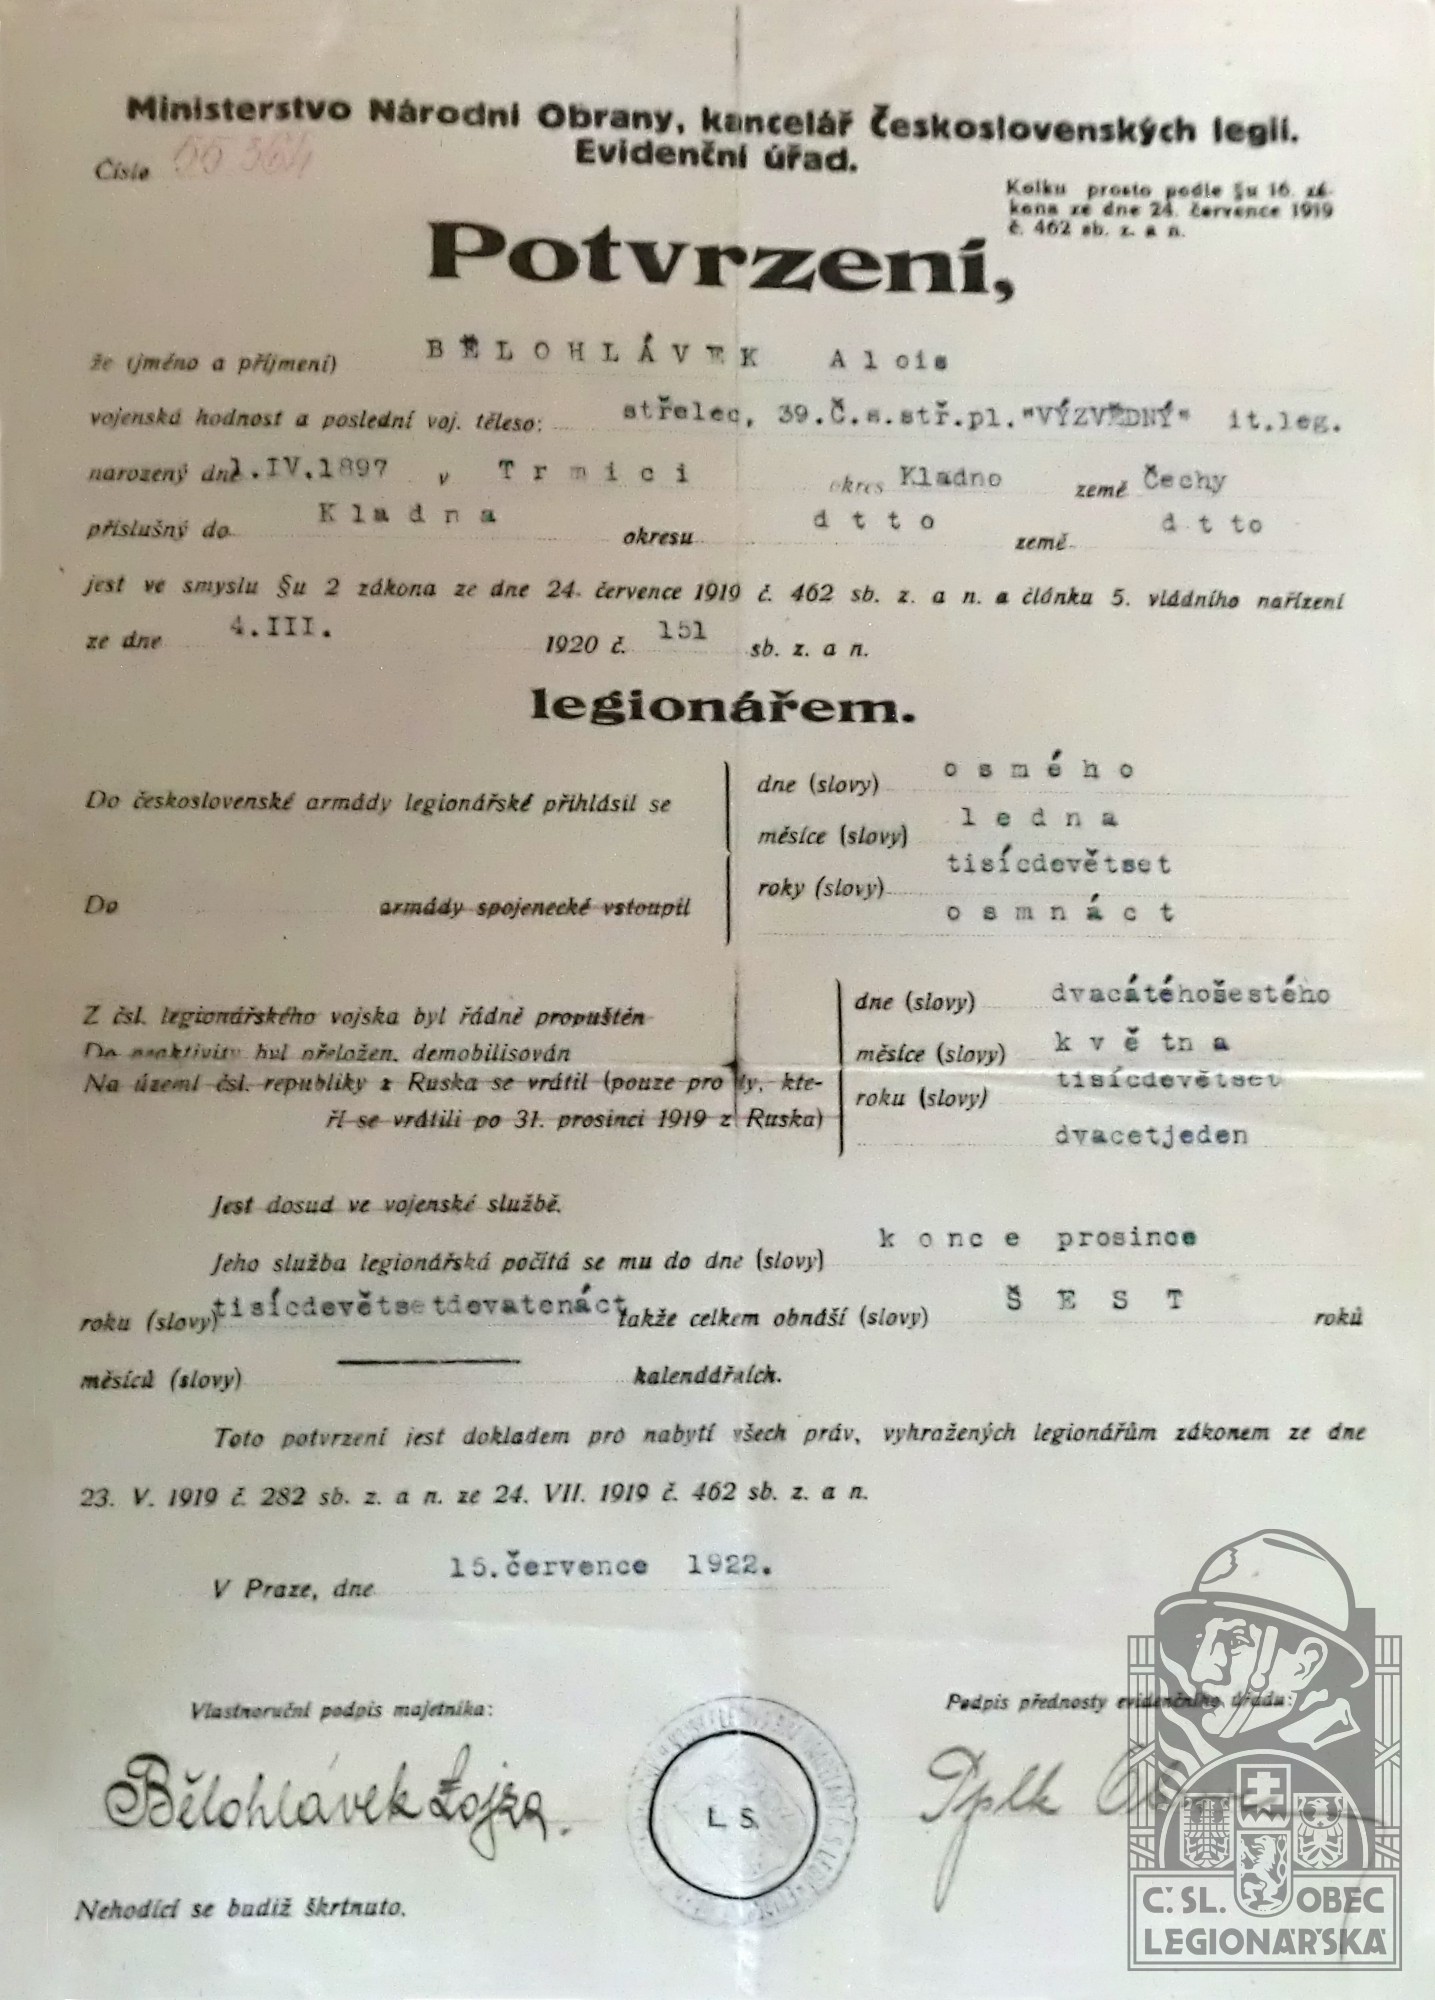 Ministerstvo Národní Obrany, kancelář Československých legií.
Evidenční úřad.
Číslo 55364
Kolku prosto podle §u 16. zá-
kona ze dne 24. července 1919
č. 462 sb. z. a n.
Potvrzení,
že (jméno a příjmení) BĚLOHLÁVEK Alois
vojenská hodnost a poslední voj. těleso: střelec, 39.Č.s.stř.pl."VÝZVĚDNÝ" it.leg.
narozený dne 1.IV.1897 v Trmici okres Kladno země Čechy
příslušný do Kladna okresu dtto země dtto
jest ve smyslu §u 2 zákona ze dne 24. července 1919 č. 462 sb. z. a n. a článku 5. vládního nařízení
ze dne 4.III. 1920 č. 151 sb. z. a n.
legionářem.
Do československé armády legionářské přihlásil se
Do armády spojenecké vstoupil
dne (slovy) osmého
měsíce (slovy) ledna
roky (slovy) tisícdevětset
osmnáct
Z čsl. legionářského vojska byl řádně propuštěn
Do neaktivity byl přeložen, demobilisován
Na území čsl. republiky z Ruska se vrátil (pouze pro ty, kte-
ří se vrátili po 31. prosinci 1919 z Ruska)
dne (slovy) dvacátéhošestého
měsíce (slovy) května
roku (slovy) tisícdevětset
dvacetjeden
Jest dosud ve vojenské službě.
Jeho služba legionářská počítá se mu do dne (slovy) konce prosince
roku (slovy) tisícdevětsetdevatenáct takže celkem obnáší (slovy) ŠEST roků
měsíců (slovy) kalendářních.
Toto potvrzení jest dokladem pro nabytí všech práv, vyhražených legionářům zákonem ze dne
23. V. 1919 č. 282 sb. z. a n. ze 24. VII. 1919 č. 462 sb. z. a n.
V Praze, dne 15.července 1922.
Vlastnoruční podpis majetníka:
Podpis přednosty evidenčního úřadu:
Bělohlávek Lojza.
L. S.
Pplk
Nehodící se budiž škrtnuto.
Č.SL. OBEC
LEGIONÁŘSKÁ